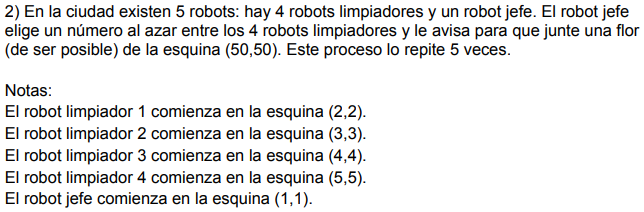 2) En la ciudad existen 5 robots: hay 4 robots limpiadores y un robot jefe. El robot jefe
elige un número al azar entre los 4 robots limpiadores y le avisa para que junte una flor
(de ser posible) de la esquina (50,50). Este proceso lo repite 5 veces.
Notas:
El robot limpiador 1 comienza en la esquina (2,2).
El robot limpiador 2 comienza en la esquina (3,3).
El robot limpiador 3 comienza en la esquina (4,4).
El robot limpiador 4 comienza en la esquina (5,5).
El robot jefe comienza en la esquina (1,1).